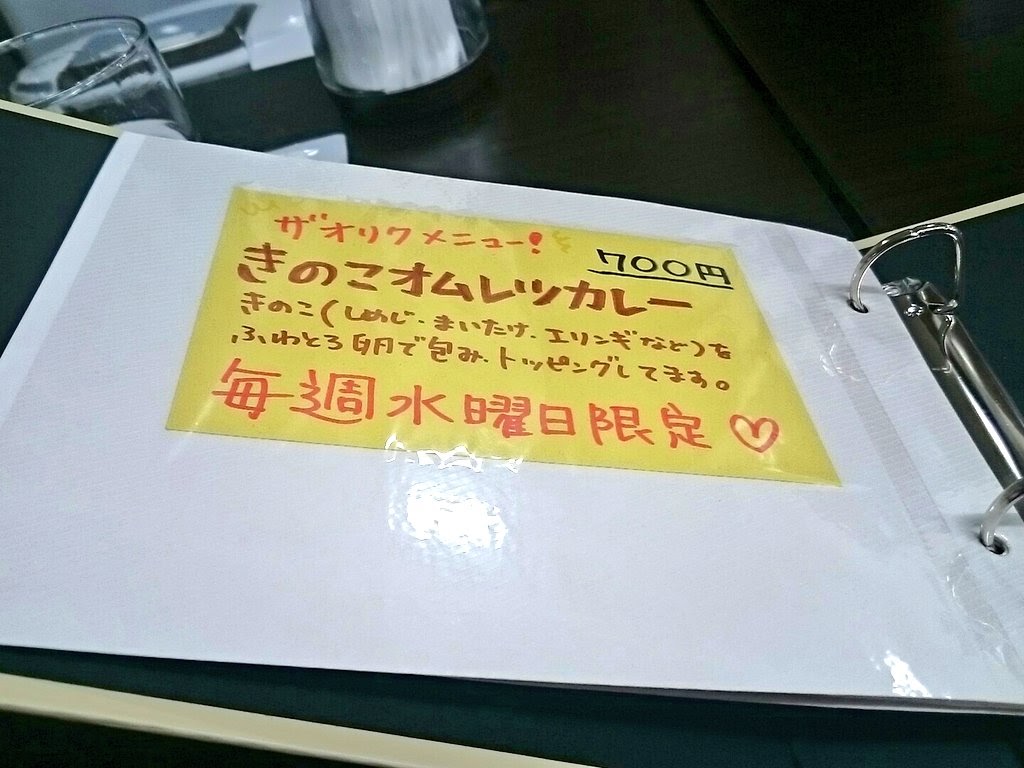 ザオリクメニュー!
700円
きのこオムレツカレー
きのこ(しめじ、まいたけ、エリンギなど)を
ふわとろ卵で包み、トッピングしてます。
毎週水曜日限定♡